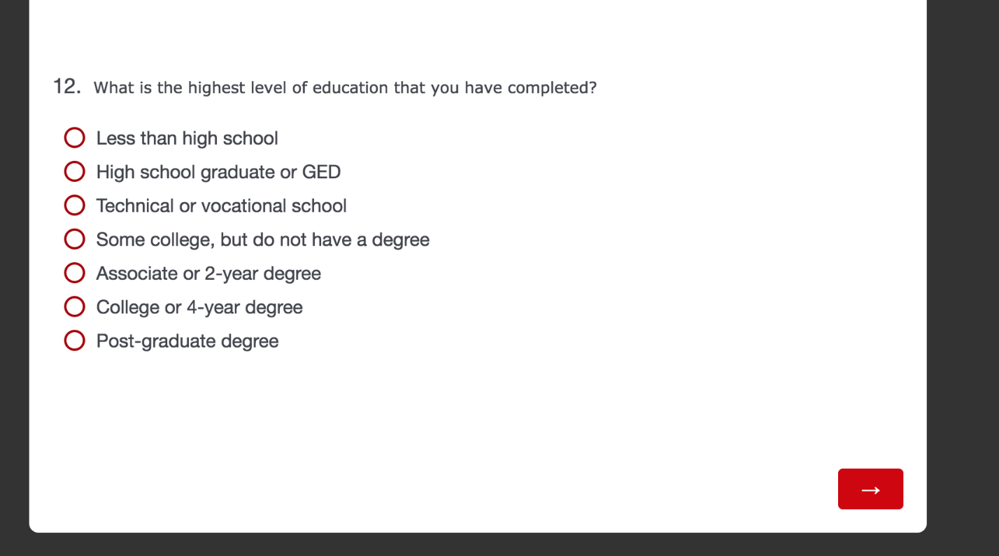 12. What is the highest level of education that you have completed?
Less than high school
High school graduate or GED
Technical or vocational school
Some college, but do not have a degree
Associate or 2-year degree
College or 4-year degree
Post-graduate degree
→